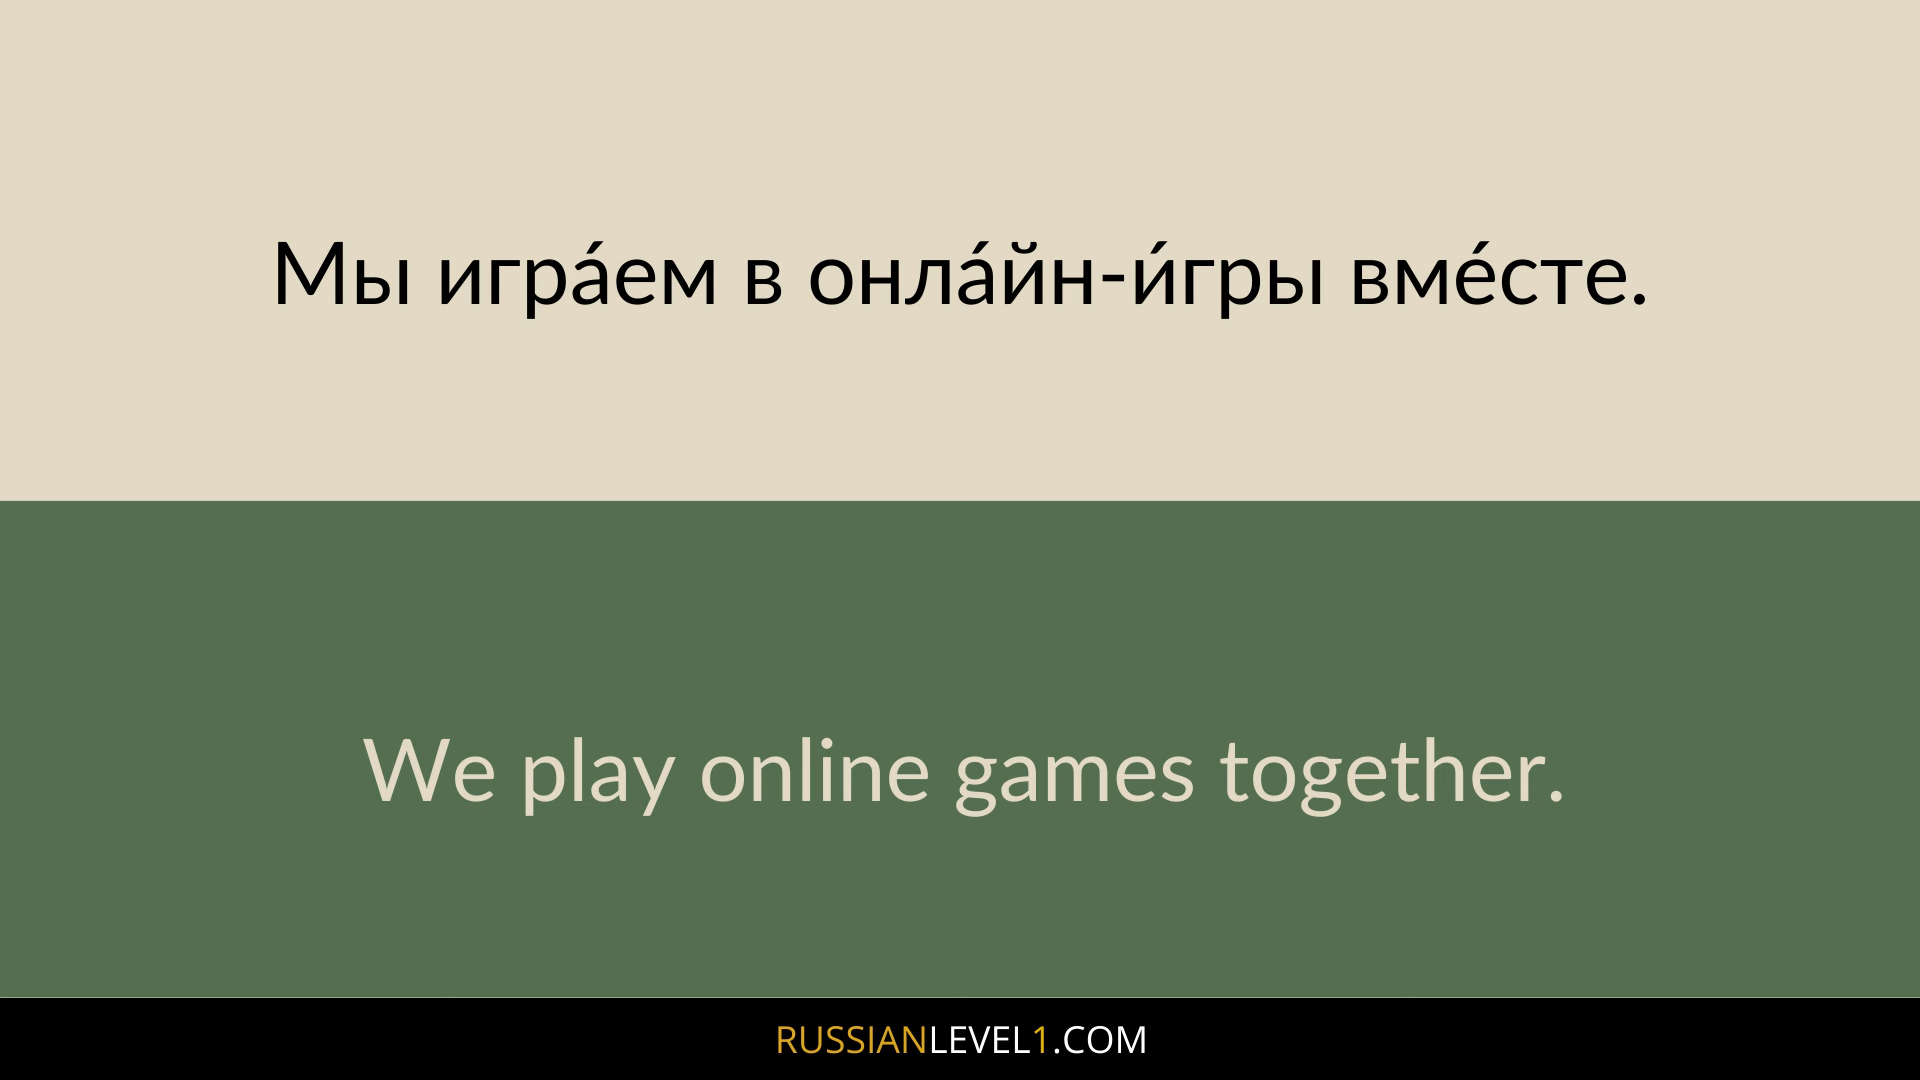 Мы игра́ем в онла́йн-и́гры вме́сте.
We play online games together.
RUSSIANLEVEL1.COM